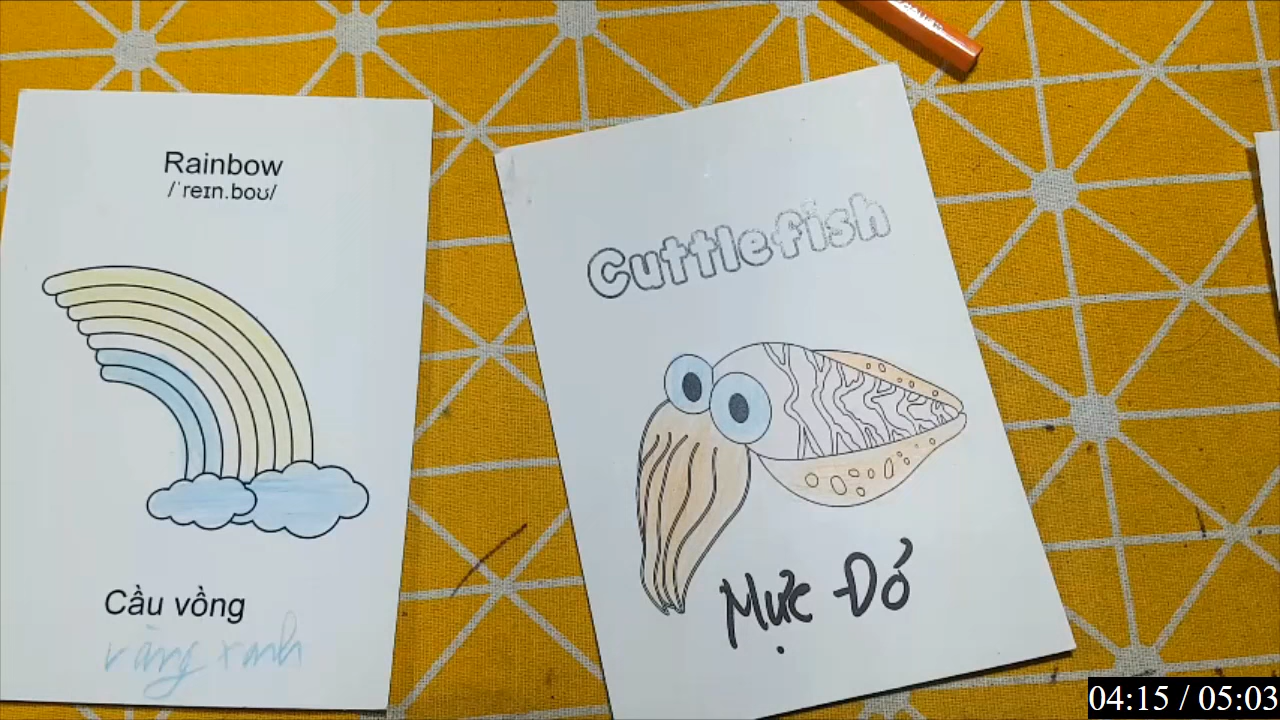 Rainbow
/ˈreɪn.boʊ/
Cầu vồng
vàng xanh
Cuttlefish
Mực Đỏ
04:15 / 05:03